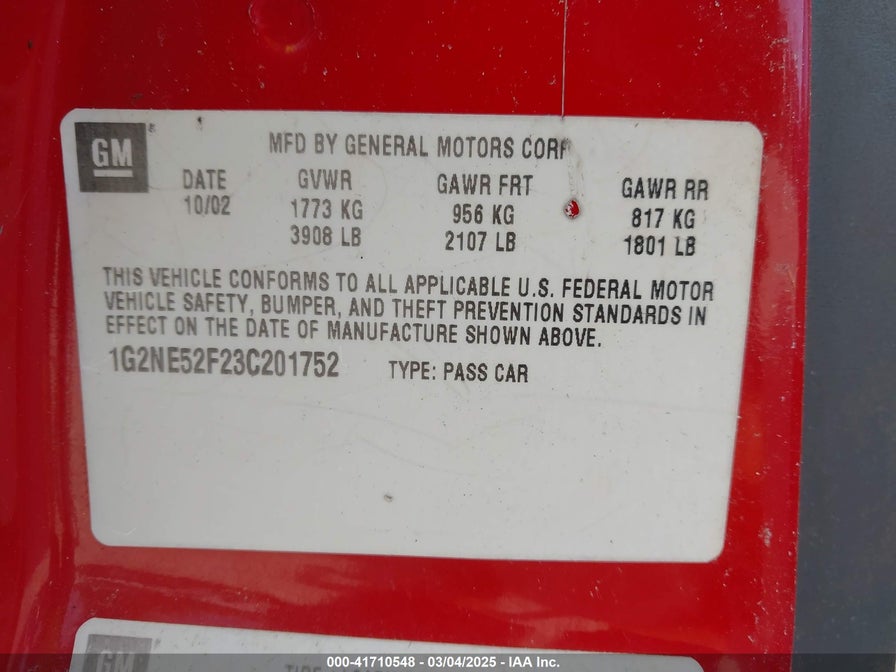 GM
MFD BY GENERAL MOTORS CORP
DATE GVWR GAWR FRT GAWR RR
10/02 1773 KG 956 KG 817 KG
3908 LB 2107 LB 1801 LB
THIS VEHICLE CONFORMS TO ALL APPLICABLE U.S. FEDERAL MOTOR
VEHICLE SAFETY, BUMPER, AND THEFT PREVENTION STANDARDS IN
EFFECT ON THE DATE OF MANUFACTURE SHOWN ABOVE.
1G2NE52F23C201752 TYPE: PASS CAR
GM
000-41710548 - 03/04/2025 - IAA Inc.